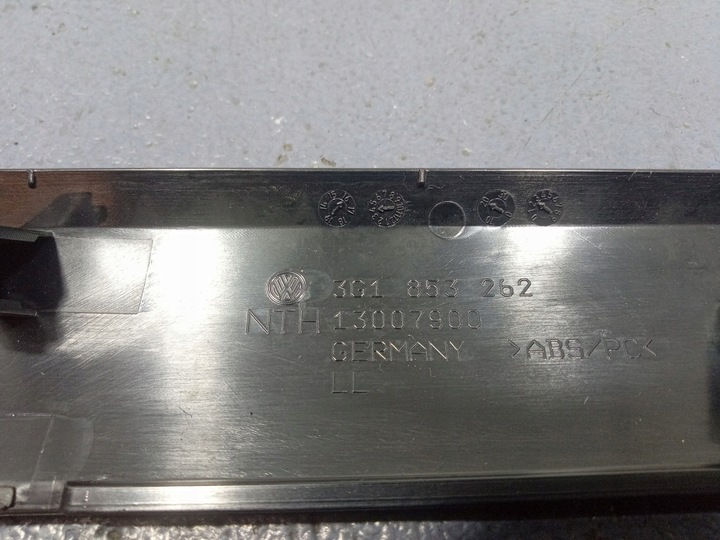 3G1 853 262
NTH 13007900
GERMANY >ABS/PC<
LL